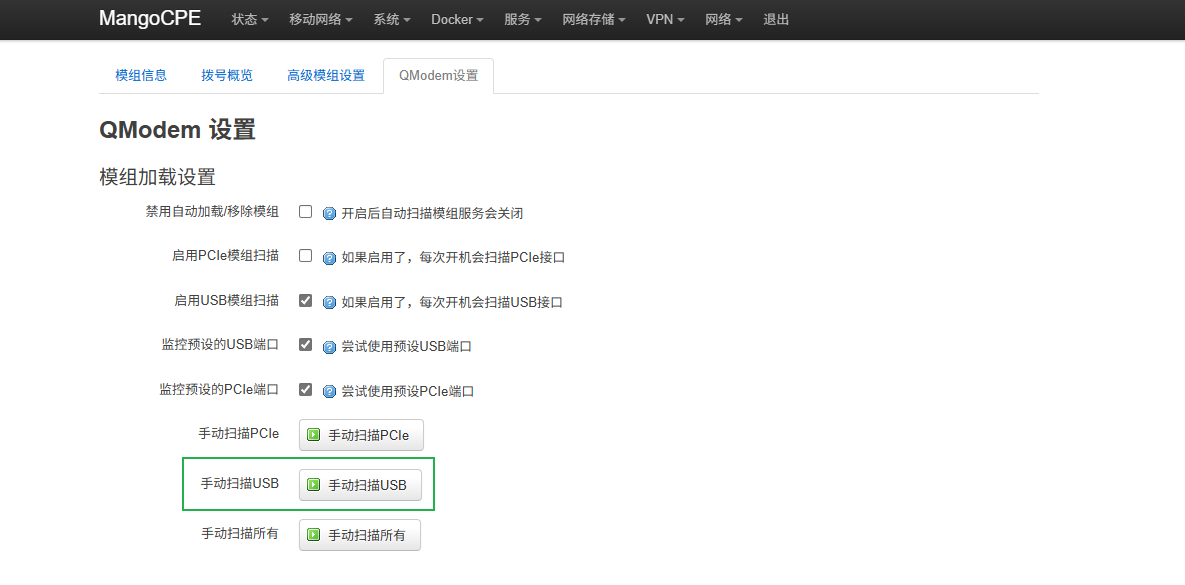 MangoCPE 状态 移动网络 系统 Docker 服务 网络存储 VPN 网络 退出
模组信息 拨号概览 高级模组设置 QModem设置
QModem 设置
模组加载设置
禁用自动加载/移除模组 开启后自动扫描模组服务会关闭
启用PCIe模组扫描 如果启用了，每次开机会扫描PCIe接口
启用USB模组扫描 如果启用了，每次开机会扫描USB接口
监控预设的USB端口 尝试使用预设USB端口
监控预设的PCIe端口 尝试使用预设PCIe端口
手动扫描PCIe 手动扫描PCIe
手动扫描USB 手动扫描USB
手动扫描所有 手动扫描所有